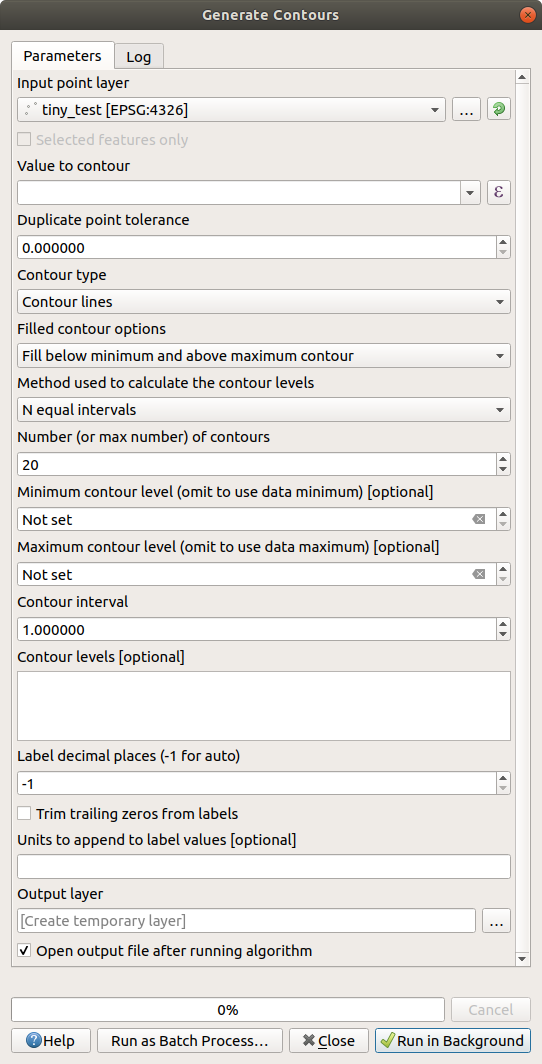 Generate Contours
Parameters
Log
Input point layer
tiny_test [EPSG:4326]
...
Selected features only
Value to contour
ε
Duplicate point tolerance
0.000000
Contour type
Contour lines
Filled contour options
Fill below minimum and above maximum contour
Method used to calculate the contour levels
N equal intervals
Number (or max number) of contours
20
Minimum contour level (omit to use data minimum) [optional]
Not set
Maximum contour level (omit to use data maximum) [optional]
Not set
Contour interval
1.000000
Contour levels [optional]
Label decimal places (-1 for auto)
-1
Trim trailing zeros from labels
Units to append to label values [optional]
Output layer
[Create temporary layer]
...
Open output file after running algorithm
0%
Cancel
Help
Run as Batch Process...
Close
Run in Background